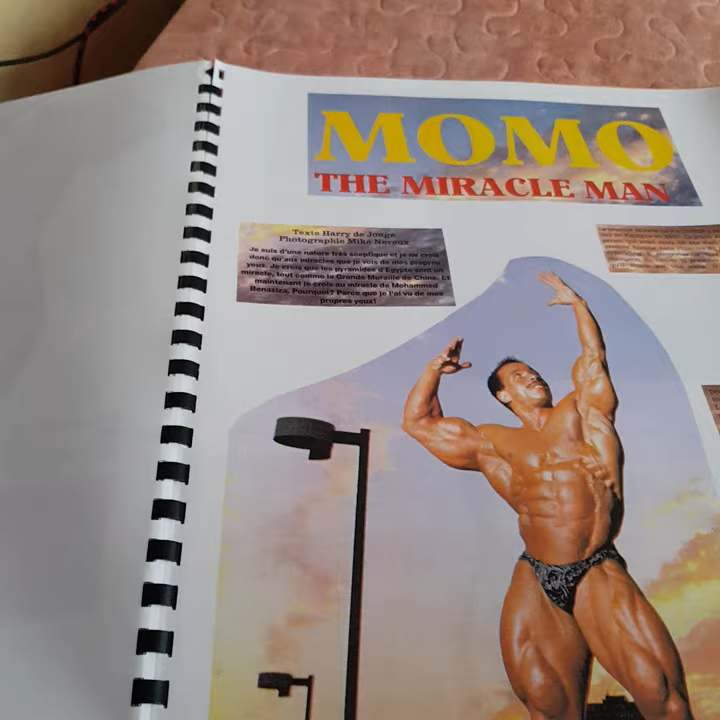 MOMO
THE MIRACLE MAN
Texte Harry de Jonge
Photographie Mike Neveux
Je suis d'une nature très sceptique et je ne crois
donc qu'aux miracles que je vois de mes propres
yeux. Je crois que les pyramides d'Egypte sont un
miracle, tout comme la Grande Muraille de Chine. Et
maintenant je crois au miracle de Mohammed
Benaziza. Pourquoi? Parce que je l'ai vu de mes
propres yeux!